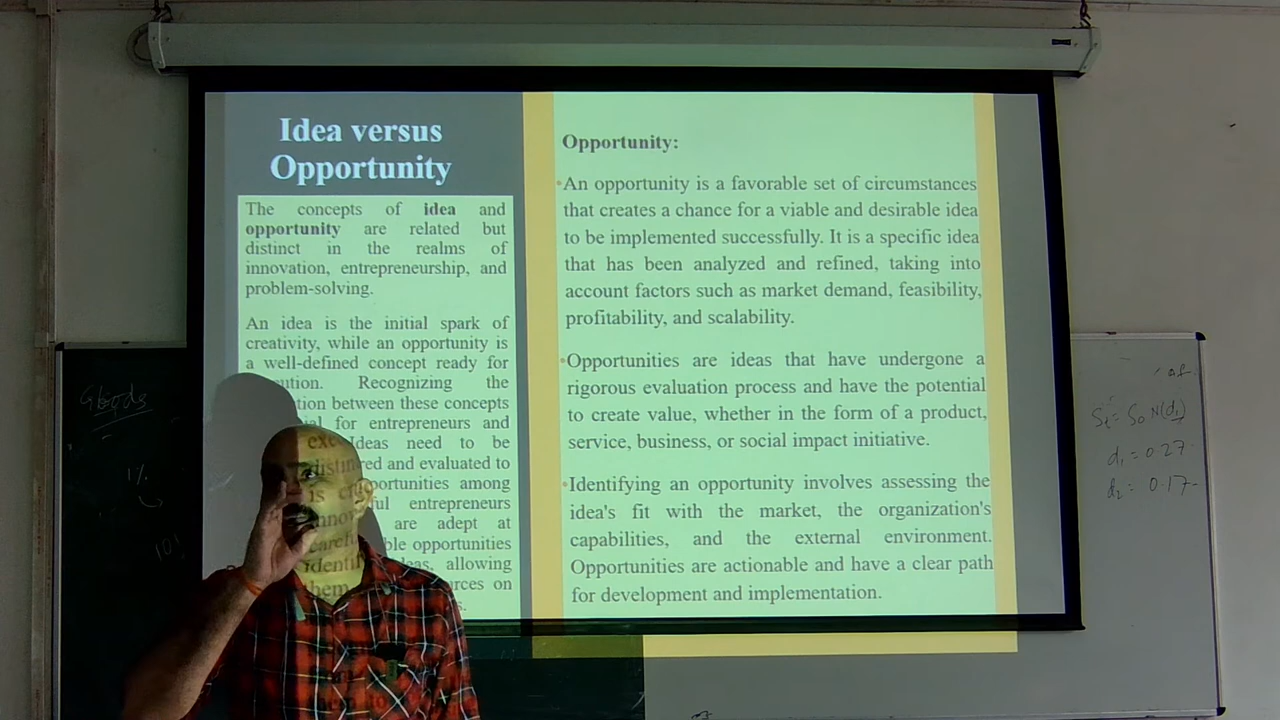 Idea versus
Opportunity
The concepts of idea and
opportunity are related but
distinct in the realms of
innovation, entrepreneurship, and
problem-solving.
An idea is the initial spark of
creativity, while an opportunity is
a well-defined concept ready for
Recognizing the
between these concepts
for entrepreneurs and
Ideas need to be
and evaluated to
among
entrepreneurs
are adept at
opportunities
allowing
on
Opportunity:
•An opportunity is a favorable set of circumstances
that creates a chance for a viable and desirable idea
to be implemented successfully. It is a specific idea
that has been analyzed and refined, taking into
account factors such as market demand, feasibility,
profitability, and scalability.
•Opportunities are ideas that have undergone a
rigorous evaluation process and have the potential
to create value, whether in the form of a product,
service, business, or social impact initiative.
•Identifying an opportunity involves assessing the
idea's fit with the market, the organization's
capabilities, and the external environment.
Opportunities are actionable and have a clear path
for development and implementation.
Goods
1%
S₀ N(d₁)
d₁ = 0.27
d₂ = 0.17